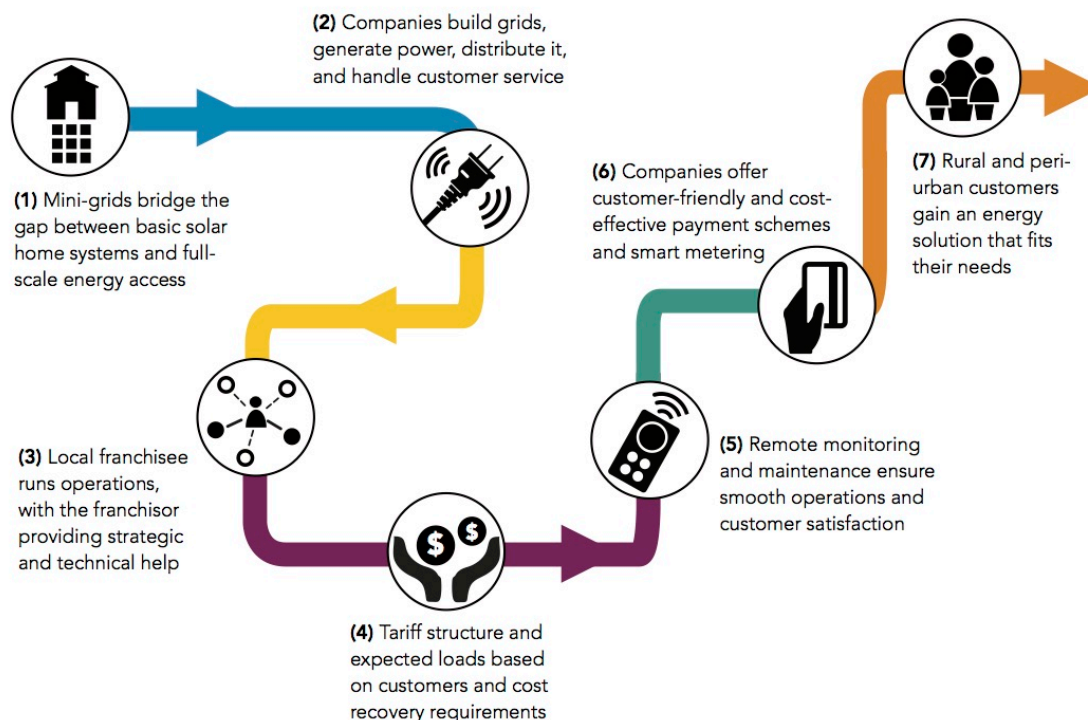 (1) Mini-grids bridge the
gap between basic solar
home systems and full-
scale energy access
(2) Companies build grids,
generate power, distribute it,
and handle customer service
(3) Local franchisee
runs operations,
with the franchisor
providing strategic
and technical help
$ $
(4) Tariff structure and
expected loads based
on customers and cost
recovery requirements
(5) Remote monitoring
and maintenance ensure
smooth operations and
customer satisfaction
(6) Companies offer
customer-friendly and cost-
effective payment schemes
and smart metering
(7) Rural and peri-
urban customers
gain an energy
solution that fits
their needs